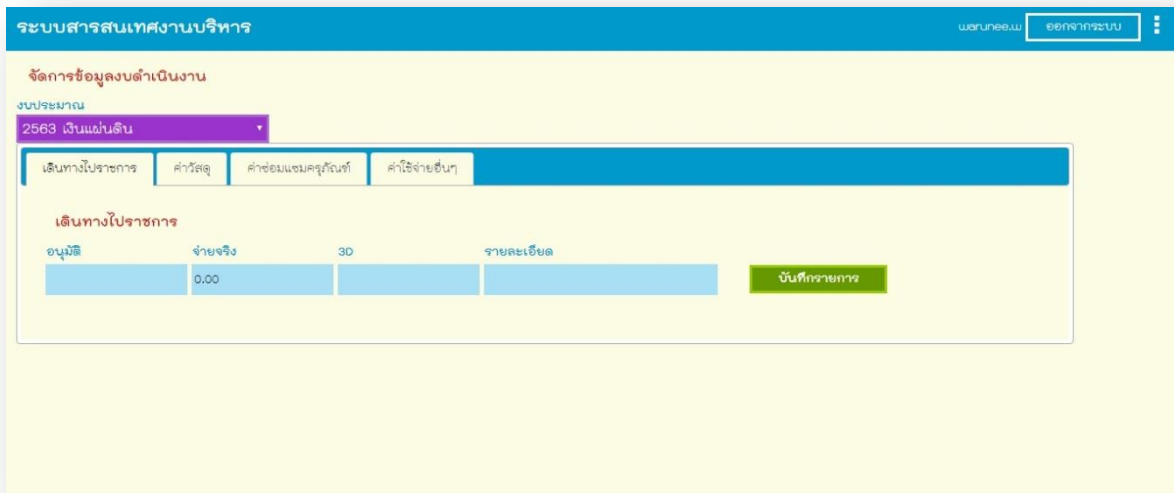 ระบบสารสนเทศงานบริหาร warunee.w ออกจากระบบ
จัดการข้อมูลงบดำเนินงาน
งบประมาณ
2563 เงินแผ่นดิน
เดินทางไปราชการ ค่าวัสดุ ค่าซ่อมแซมครุภัณฑ์ ค่าใช้จ่ายอื่นๆ
เดินทางไปราชการ
อนุมัติ จ่ายจริง 3D รายละเอียด
0.00 บันทึกรายการ